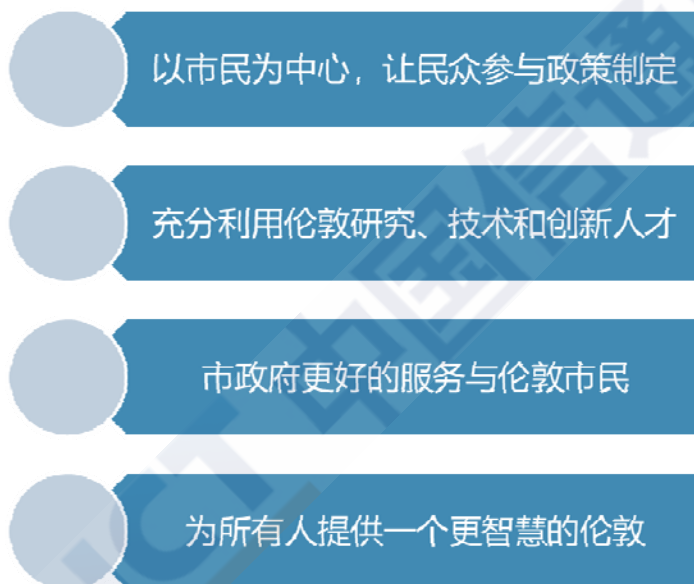 以市民为中心，让民众参与政策制定
充分利用伦敦研究、技术和创新人才
市政府更好的服务与伦敦市民
为所有人提供一个更智慧的伦敦